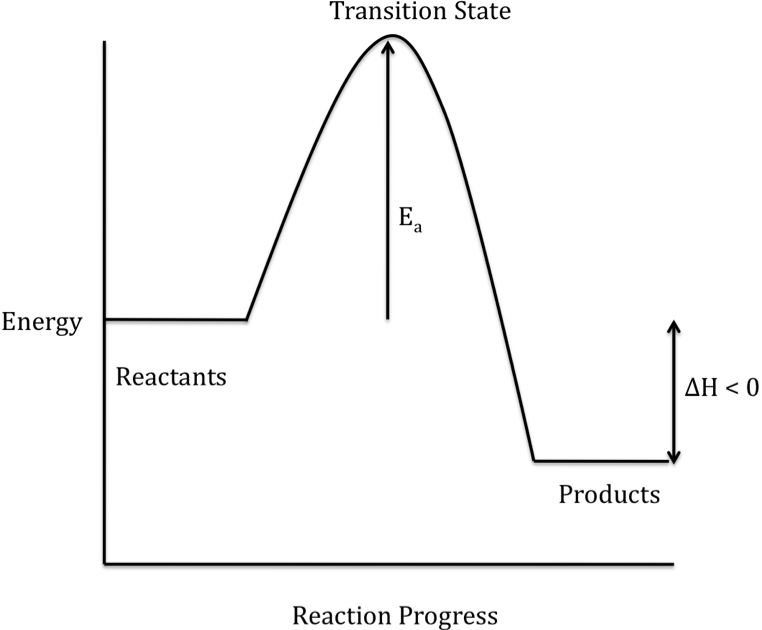 Transition State
Eₐ
Energy
Reactants
ΔH < 0
Products
Reaction Progress